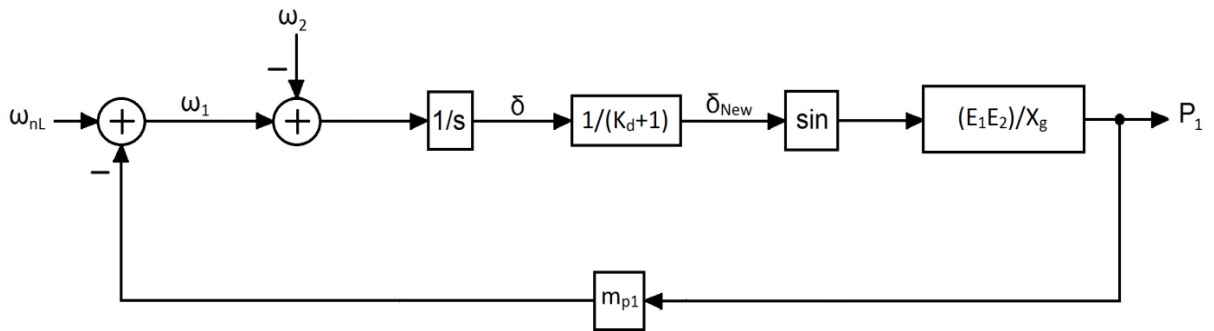 ω₂
−
ωnL + ω₁ + 1/s δ 1/(Kd+1) δNew sin (E₁E₂)/Xg P₁
−
mp1